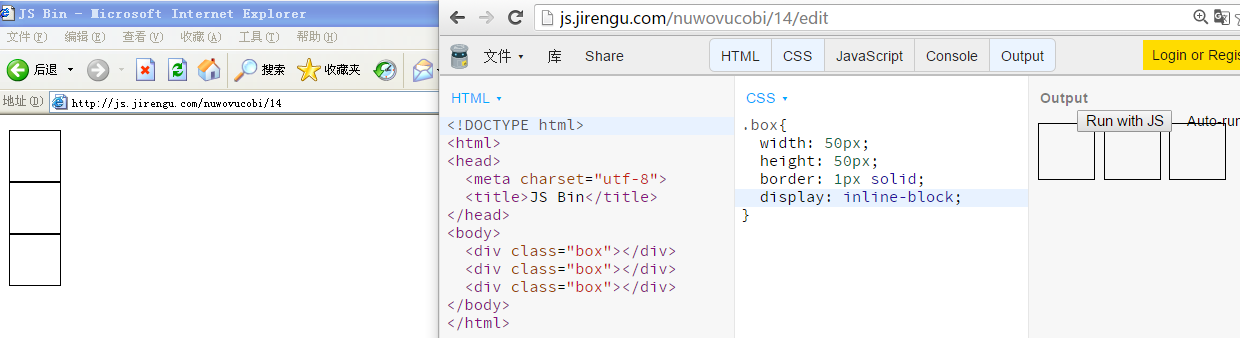 JS Bin - Microsoft Internet Explorer
文件(F) 编辑(E) 查看(V) 收藏(A) 工具(T) 帮助(H)
后退 搜索 收藏夹
地址(D) http://js.jirengu.com/nuwovucobi/14
js.jirengu.com/nuwovucobi/14/edit
文件 库 Share HTML CSS JavaScript Console Output Login or Regis
HTML
<!DOCTYPE html>
<html>
<head>
<meta charset="utf-8">
<title>JS Bin</title>
</head>
<body>
<div class="box"></div>
<div class="box"></div>
<div class="box"></div>
</body>
</html>
CSS
.box{
width: 50px;
height: 50px;
border: 1px solid;
display: inline-block;
}
Output
Run with JS Auto-run